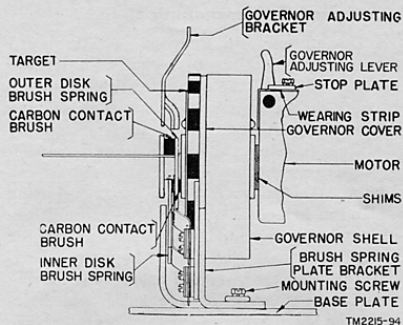 GOVERNOR ADJUSTING
BRACKET
TARGET
OUTER DISK
BRUSH SPRING
CARBON CONTACT
BRUSH
GOVERNOR
ADJUSTING LEVER
STOP PLATE
WEARING STRIP
GOVERNOR COVER
MOTOR
SHIMS
CARBON CONTACT
BRUSH
INNER DISK
BRUSH SPRING
GOVERNOR SHELL
BRUSH SPRING
PLATE BRACKET
MOUNTING SCREW
BASE PLATE
TM2215-94